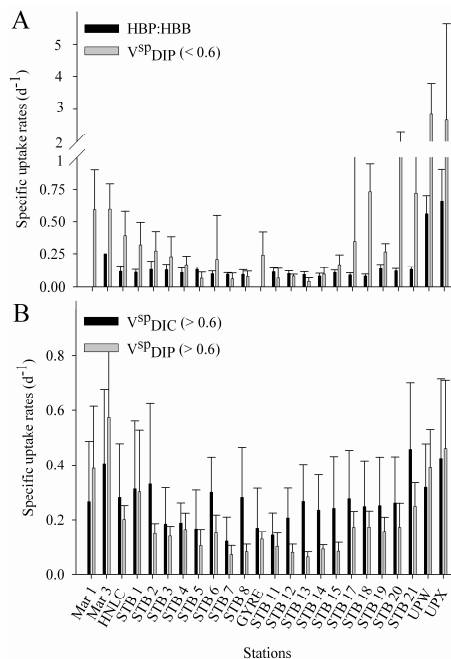 A
HBP:HBB
V^sp_DIP (< 0.6)
Specific uptake rates (d^-1)
5
4
3
2
1
0.75
0.50
0.25
0.00
B
V^sp_DIC (> 0.6)
V^sp_DIP (> 0.6)
Specific uptake rates (d^-1)
0.8
0.6
0.4
0.2
0.0
Mar 1
Mar 3
HNLC
STB 1
STB 2
STB 3
STB 4
STB 5
STB 6
STB 7
STB 8
GYRE
STB 11
STB 12
STB 13
STB 14
STB 15
STB 17
STB 18
STB 19
STB 20
STB 21
UPW
UPX
Stations